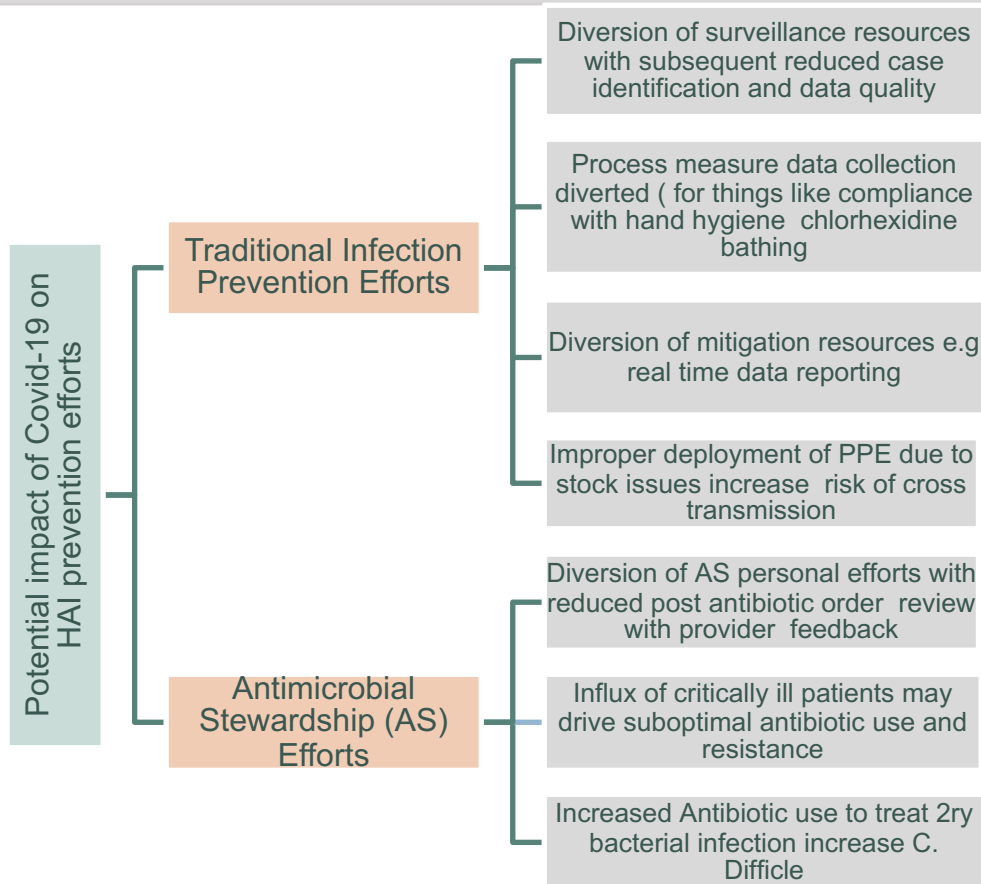 Potential impact of Covid-19 on
HAI prevention efforts
Traditional Infection
Prevention Efforts
Diversion of surveillance resources
with subsequent reduced case
identification and data quality
Process measure data collection
diverted ( for things like compliance
with hand hygiene  chlorhexidine
bathing
Diversion of mitigation resources e.g
real time data reporting
Improper deployment of PPE due to
stock issues increase  risk of cross
transmission
Antimicrobial
Stewardship (AS)
Efforts
Diversion of AS personal efforts with
reduced post antibiotic order  review
with provider  feedback
Influx of critically ill patients may
drive suboptimal antibiotic use and
resistance
Increased Antibiotic use to treat 2ry
bacterial infection increase C.
Difficle